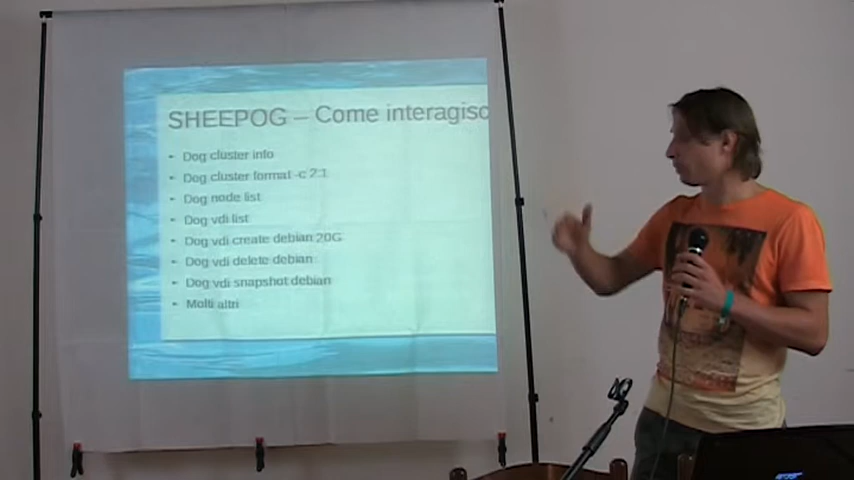 SHEEPOG – Come interagisc
• Dog cluster info
• Dog cluster format -c 2:1
• Dog node list
• Dog vdi list
• Dog vdi create debian 20G
• Dog vdi delete debian
• Dog vdi snapshot debian
• Molti altri